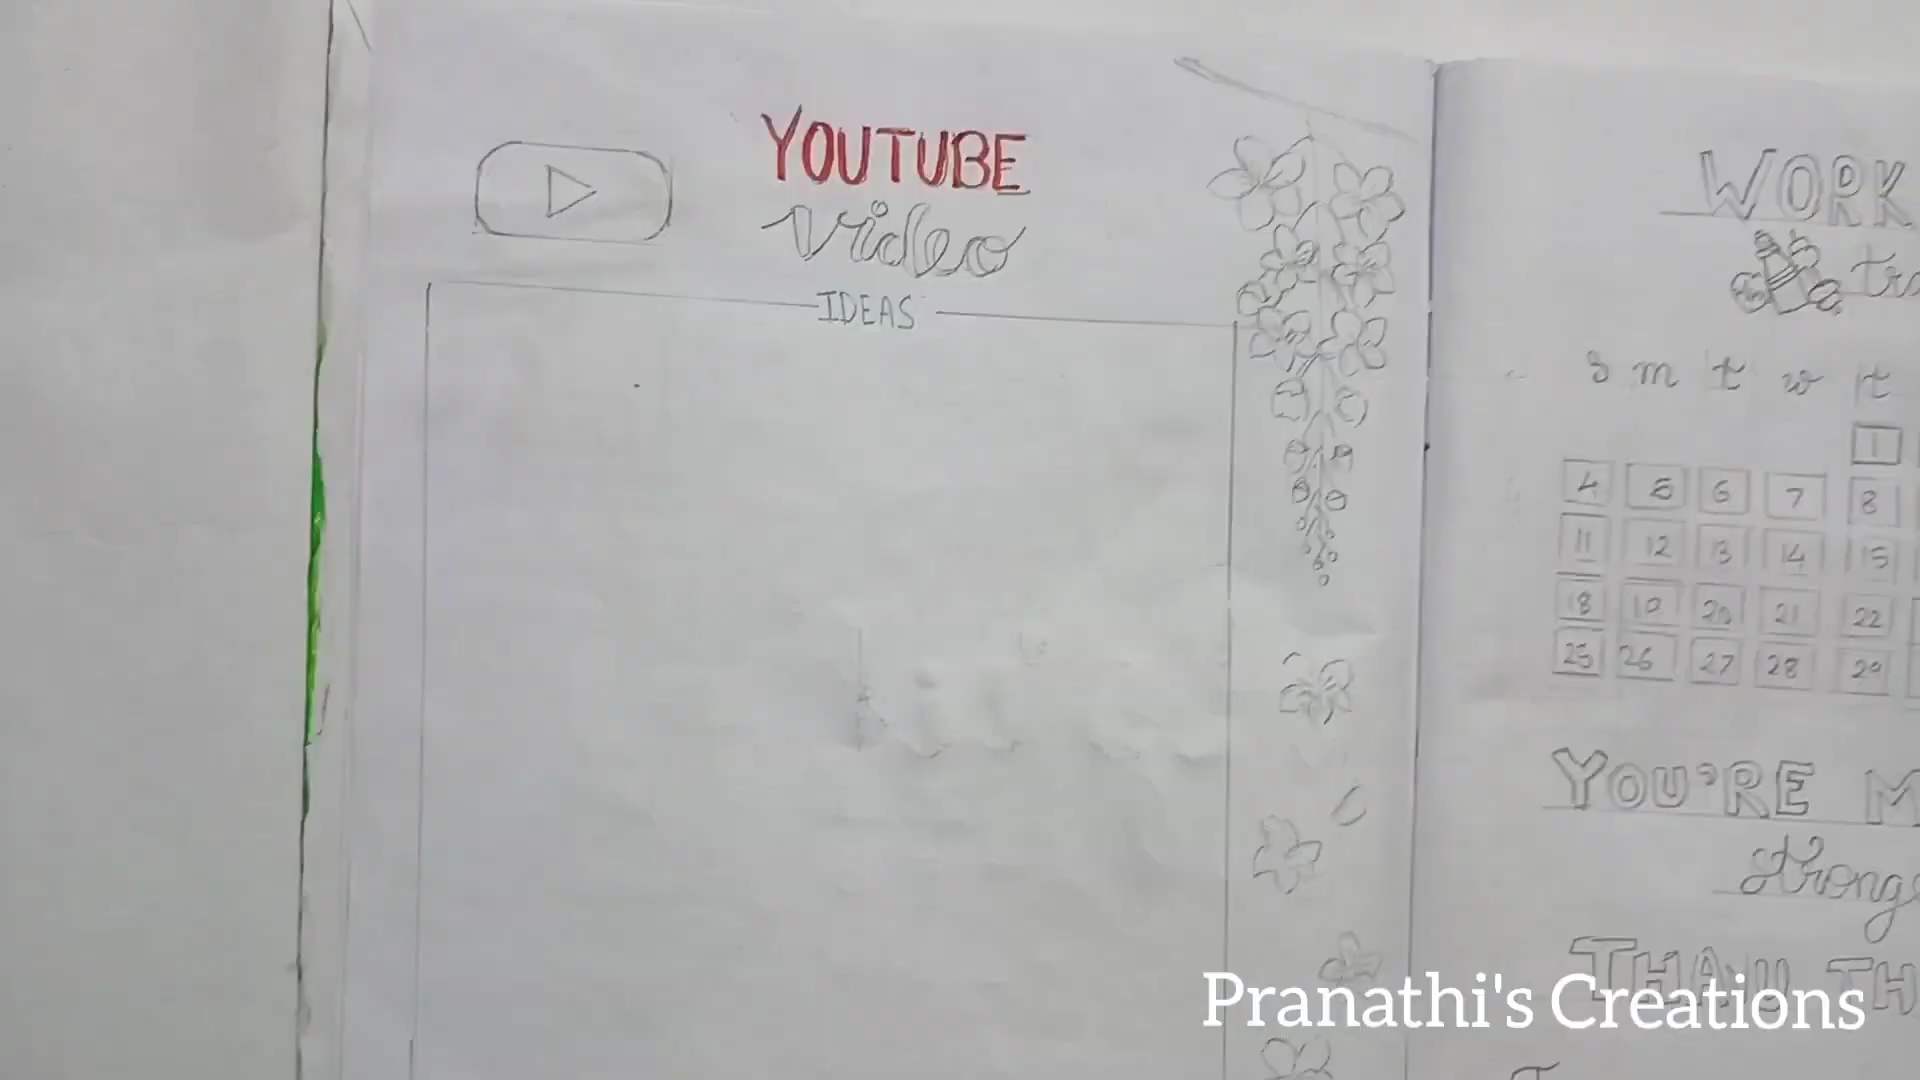 YOUTUBE
video
IDEAS
WORK
s m t w t
1
4 5 6 7 8
11 12 13 14 15
18 19 20 21 22
25 26 27 28 29
YOU'RE M
Pranathi's Creations